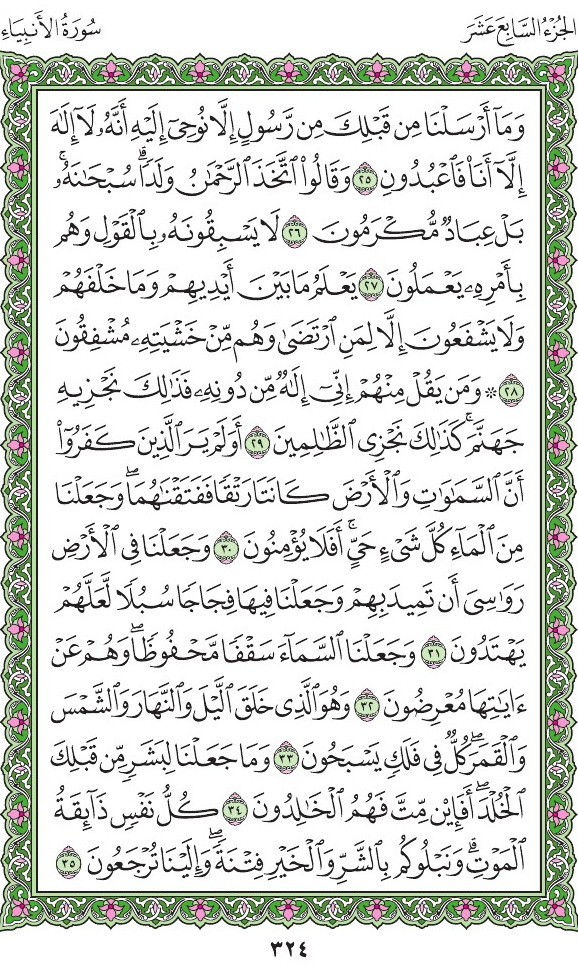 الجُزْءُ السَّابِعَ عَشَرَ
سُورَةُ الأَنبِيَاءِ
وَمَآ أَرۡسَلۡنَا مِن قَبۡلِكَ مِن رَّسُولٍ إِلَّا نُوحِيٓ إِلَيۡهِ أَنَّهُۥ لَآ إِلَٰهَ
إِلَّآ أَنَا۠ فَٱعۡبُدُونِ ٢٥ وَقَالُواْ ٱتَّخَذَ ٱلرَّحۡمَٰنُ وَلَدٗاۗ سُبۡحَٰنَهُۥۚ
بَلۡ عِبَادٞ مُّكۡرَمُونَ ٢٦ لَا يَسۡبِقُونَهُۥ بِٱلۡقَوۡلِ وَهُم
بِأَمۡرِهِۦ يَعۡمَلُونَ ٢٧ يَعۡلَمُ مَا بَيۡنَ أَيۡدِيهِمۡ وَمَا خَلۡفَهُمۡ
وَلَا يَشۡفَعُونَ إِلَّا لِمَنِ ٱرۡتَضَىٰ وَهُم مِّنۡ خَشۡيَتِهِۦ مُشۡفِقُونَ
٢٨ ۞ وَمَن يَقُلۡ مِنۡهُمۡ إِنِّيٓ إِلَٰهٞ مِّن دُونِهِۦ فَذَٰلِكَ نَجۡزِيهِ
جَهَنَّمَۚ كَذَٰلِكَ نَجۡزِي ٱلظَّٰلِمِينَ ٢٩ أَوَلَمۡ يَرَ ٱلَّذِينَ كَفَرُوٓاْ
أَنَّ ٱلسَّمَٰوَٰتِ وَٱلۡأَرۡضَ كَانَتَا رَتۡقٗا فَفَتَقۡنَٰهُمَاۖ وَجَعَلۡنَا
مِنَ ٱلۡمَآءِ كُلَّ شَيۡءٍ حَيٍّۚ أَفَلَا يُؤۡمِنُونَ ٣٠ وَجَعَلۡنَا فِي ٱلۡأَرۡضِ
رَوَٰسِيَ أَن تَمِيدَ بِهِمۡ وَجَعَلۡنَا فِيهَا فِجَاجٗا سُبُلٗا لَّعَلَّهُمۡ
يَهۡتَدُونَ ٣١ وَجَعَلۡنَا ٱلسَّمَآءَ سَقۡفٗا مَّحۡفُوظٗاۖ وَهُمۡ عَنۡ
ءَايَٰتِهَا مُعۡرِضُونَ ٣٢ وَهُوَ ٱلَّذِي خَلَقَ ٱلَّيۡلَ وَٱلنَّهَارَ وَٱلشَّمۡسَ
وَٱلۡقَمَرَۖ كُلّٞ فِي فَلَكٖ يَسۡبَحُونَ ٣٣ وَمَا جَعَلۡنَا لِبَشَرٖ مِّن قَبۡلِكَ
ٱلۡخُلۡدَۖ أَفَإِيْن مِّتَّ فَهُمُ ٱلۡخَٰلِدُونَ ٣٤ كُلُّ نَفۡسٖ ذَآئِقَةُ
ٱلۡمَوۡتِۗ وَنَبۡلُوكُم بِٱلشَّرِّ وَٱلۡخَيۡرِ فِتۡنَةٗۖ وَإِلَيۡنَا تُرۡجَعُونَ ٣٥
٣٢٤